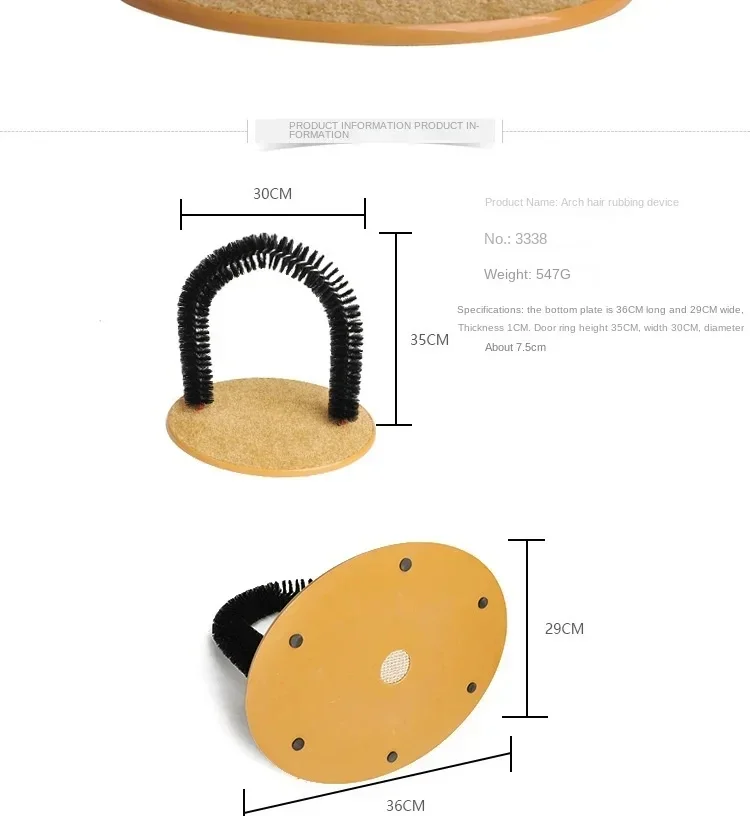 PRODUCT INFORMATION PRODUCT IN-
FORMATION
30CM
Product Name: Arch hair rubbing device
No.: 3338
Weight: 547G
Specifications: the bottom plate is 36CM long and 29CM wide,
Thickness 1CM. Door ring height 35CM, width 30CM, diameter
About 7.5cm
35CM
29CM
36CM